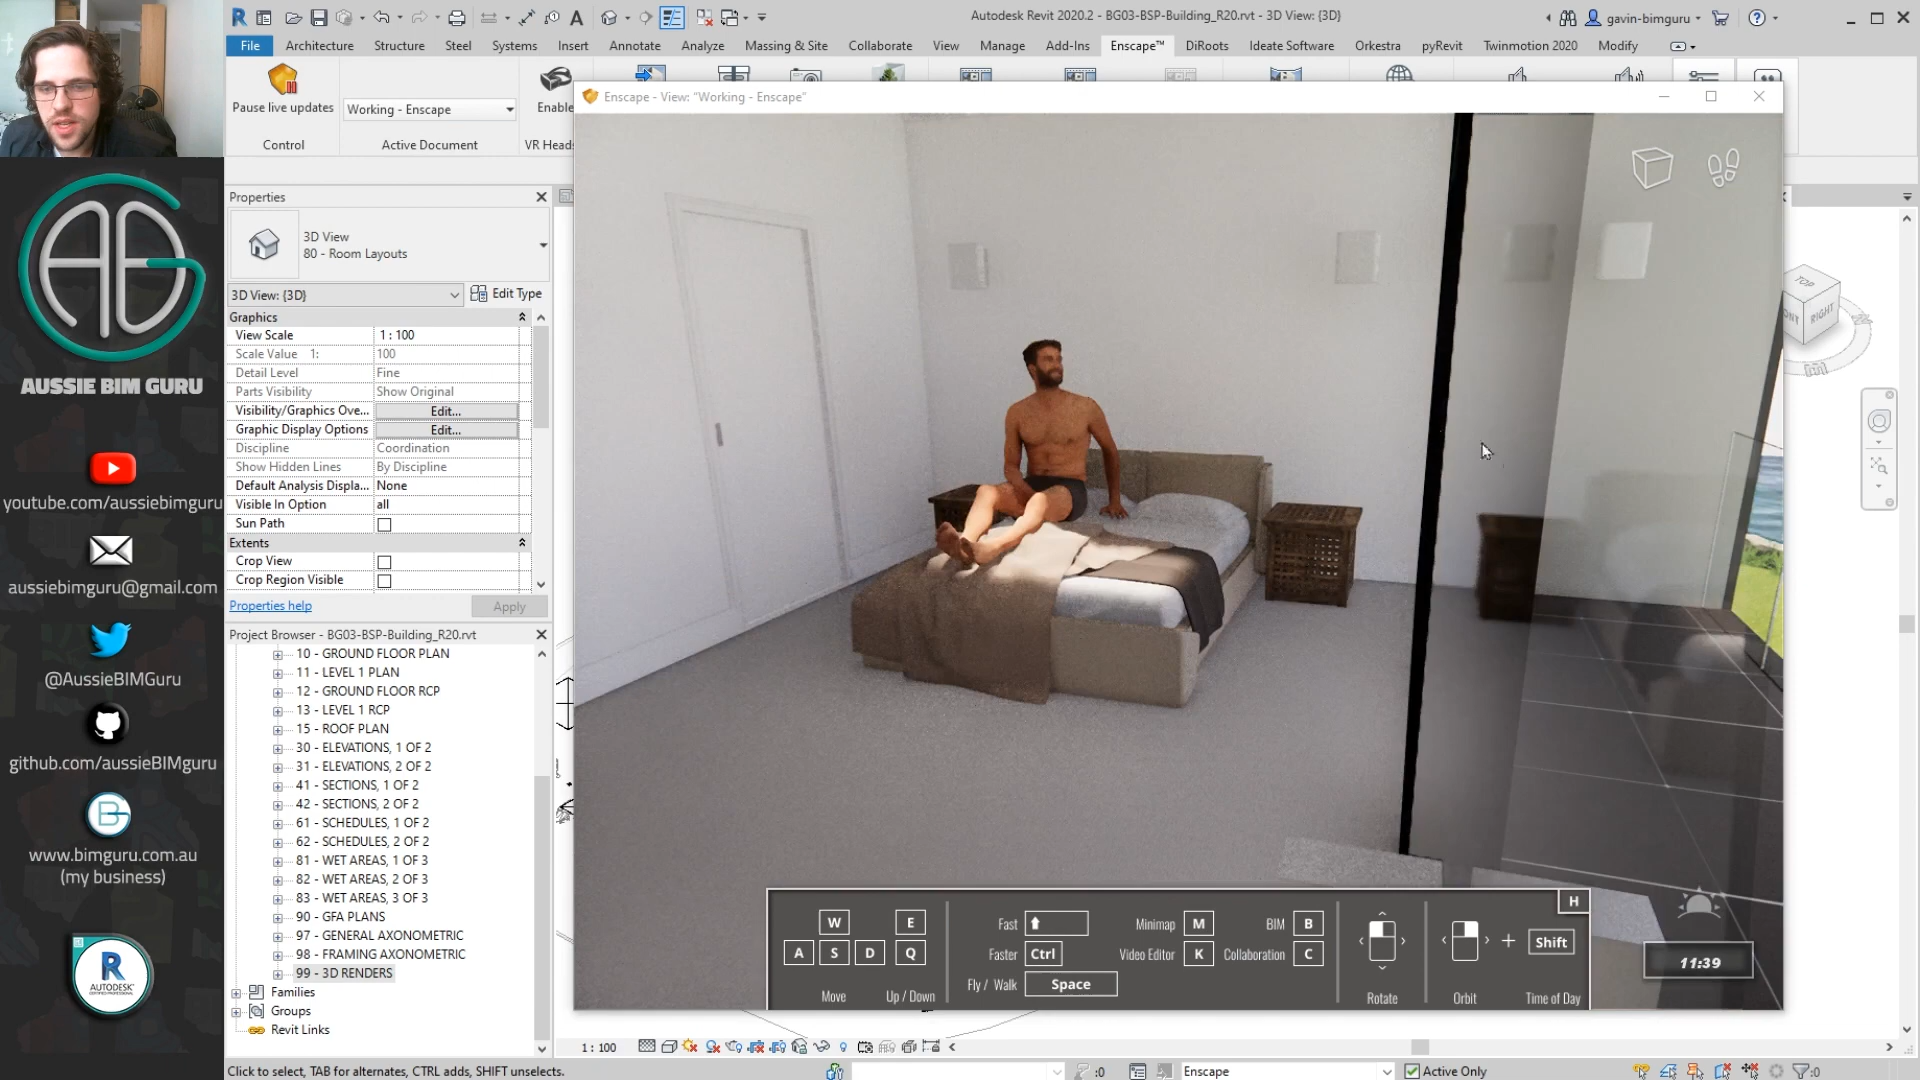 Autodesk Revit 2020.2 - BG03-BSP-Building_R20.rvt - 3D View: {3D}
gavin-bimguru
File
Architecture
Structure
Steel
Systems
Insert
Annotate
Analyze
Massing & Site
Collaborate
View
Manage
Add-Ins
Enscape™
DiRoots
Ideate Software
Orkestra
pyRevit
Twinmotion 2020
Modify
Pause live updates
Control
Working - Enscape
Active Document
Enable
VR Heads
Enscape - View: "Working - Enscape"
AUSSIE BIM GURU
youtube.com/aussiebimguru
aussiebimguru@gmail.com
@AussieBIMGuru
github.com/aussieBIMguru
www.bimguru.com.au
(my business)
R
AUTODESK
Properties
3D View
80 - Room Layouts
3D View: {3D}
Edit Type
Graphics
View Scale 1 : 100
Scale Value 1: 100
Detail Level Fine
Parts Visibility Show Original
Visibility/Graphics Ove... Edit...
Graphic Display Options Edit...
Discipline Coordination
Show Hidden Lines By Discipline
Default Analysis Displa... None
Visible In Option all
Sun Path
Extents
Crop View
Crop Region Visible
Properties help
Apply
Project Browser - BG03-BSP-Building_R20.rvt
10 - GROUND FLOOR PLAN
11 - LEVEL 1 PLAN
12 - GROUND FLOOR RCP
13 - LEVEL 1 RCP
15 - ROOF PLAN
30 - ELEVATIONS, 1 OF 2
31 - ELEVATIONS, 2 OF 2
41 - SECTIONS, 1 OF 2
42 - SECTIONS, 2 OF 2
61 - SCHEDULES, 1 OF 2
62 - SCHEDULES, 2 OF 2
81 - WET AREAS, 1 OF 3
82 - WET AREAS, 2 OF 3
83 - WET AREAS, 3 OF 3
90 - GFA PLANS
97 - GENERAL AXONOMETRIC
98 - FRAMING AXONOMETRIC
99 - 3D RENDERS
Families
Groups
Revit Links
TOP
RIGHT
H
W
E
A
S
D
Q
Move
Up / Down
Fast
Faster Ctrl
Fly / Walk Space
Minimap M
Video Editor K
BIM B
Collaboration C
Rotate
Orbit
+ Shift
Time of Day
11:39
1 : 100
Click to select, TAB for alternates, CTRL adds, SHIFT unselects.
:0
Enscape
Active Only
:0